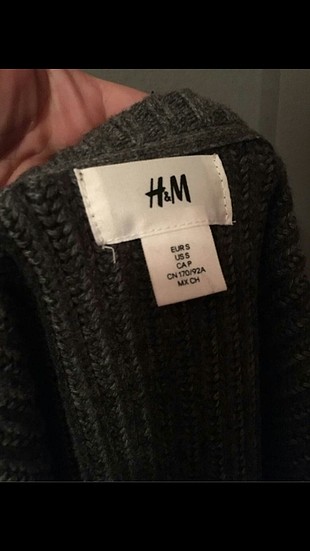 H&M
EUR S
US S
CA P
CN 170/92A
MX CH